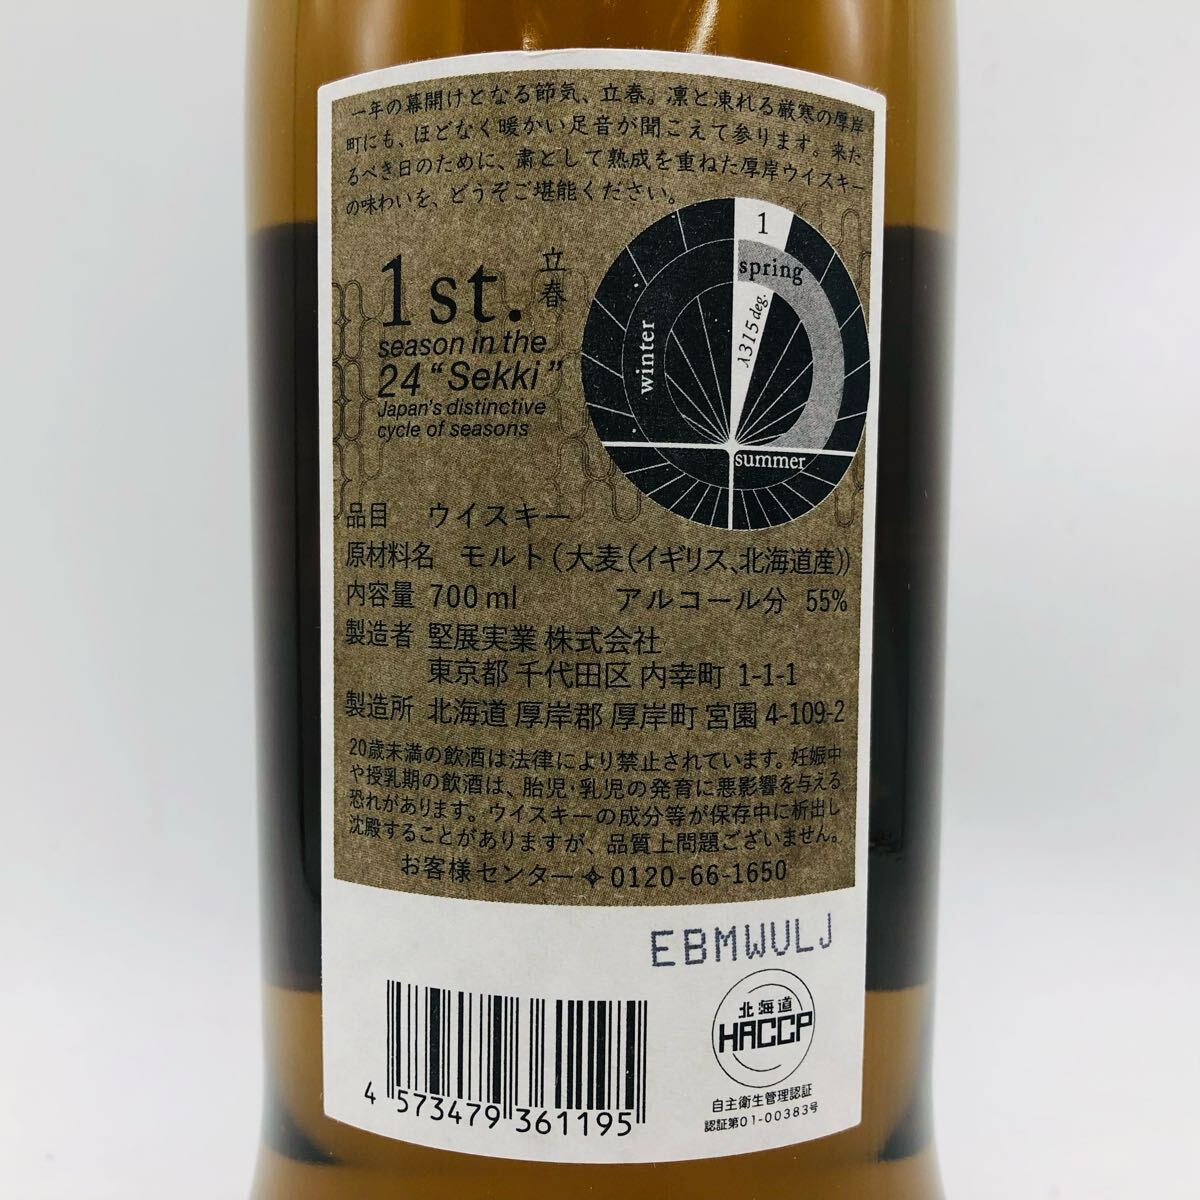 一年の幕開けとなる節気、立春。凛と凍れる厳寒の厚岸
町にも、ほどなく暖かい足音が聞こえて参ります。来た
るべき日のために、粛として熟成を重ねた厚岸ウイスキー
の味わいを、どうぞご堪能ください。
1st.
立春
season in the
24 “Sekki”
Japan's distinctive
cycle of seasons
1
spring
λ315 deg.
winter
summer
品目 ウイスキー
原材料名 モルト(大麦(イギリス、北海道産))
内容量 700ml アルコール分 55%
製造者 堅展実業 株式会社
東京都 千代田区 内幸町 1-1-1
製造所 北海道 厚岸郡 厚岸町 宮園 4-109-2
20歳未満の飲酒は法律により禁止されています。妊娠中
や授乳期の飲酒は、胎児・乳児の発育に悪影響を与える
恐れがあります。ウイスキーの成分等が保存中に析出し
沈殿することがありますが、品質上問題ございません。
お客様センター✧0120-66-1650
EBMWULJ
4 573479 361195
北海道
HACCP
自主衛生管理認証
認証第01-00383号